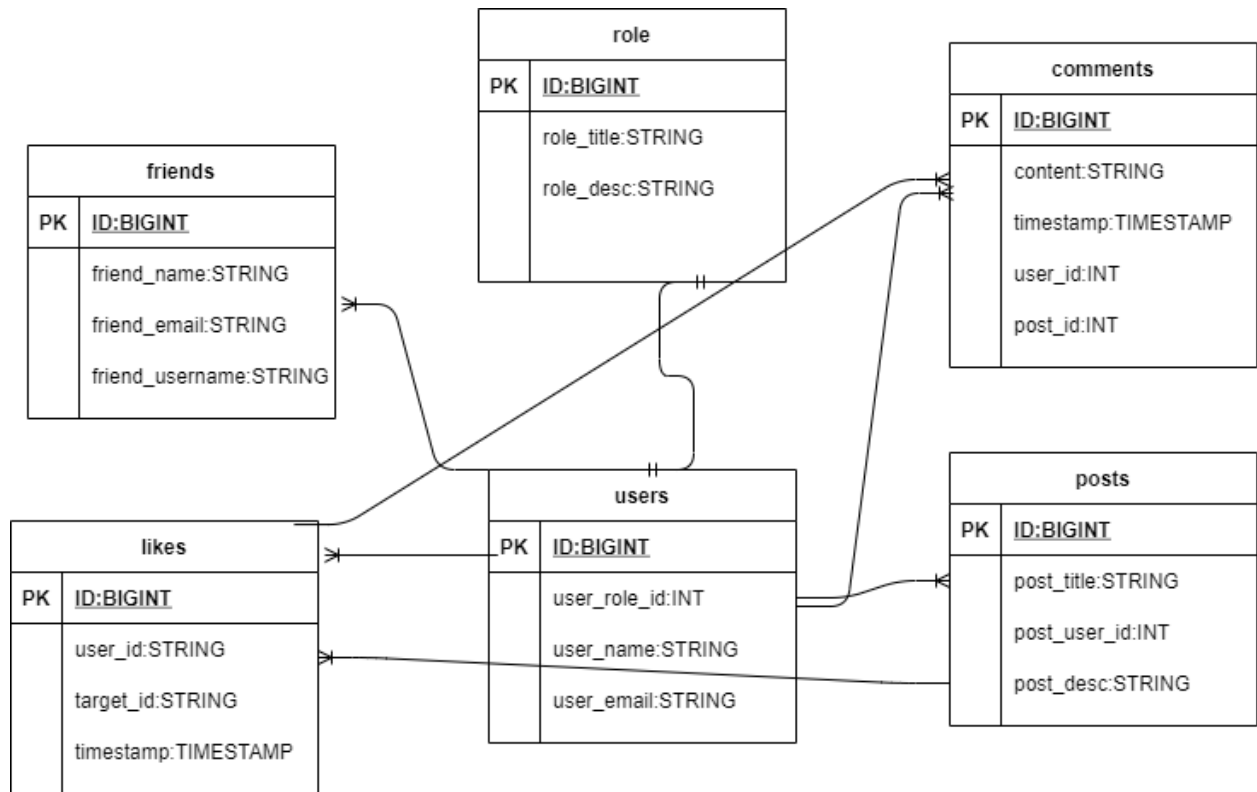 role
PK ID:BIGINT
role_title:STRING
role_desc:STRING
comments
PK ID:BIGINT
content:STRING
timestamp:TIMESTAMP
user_id:INT
post_id:INT
friends
PK ID:BIGINT
friend_name:STRING
friend_email:STRING
friend_username:STRING
users
PK ID:BIGINT
user_role_id:INT
user_name:STRING
user_email:STRING
posts
PK ID:BIGINT
post_title:STRING
post_user_id:INT
post_desc:STRING
likes
PK ID:BIGINT
user_id:STRING
target_id:STRING
timestamp:TIMESTAMP